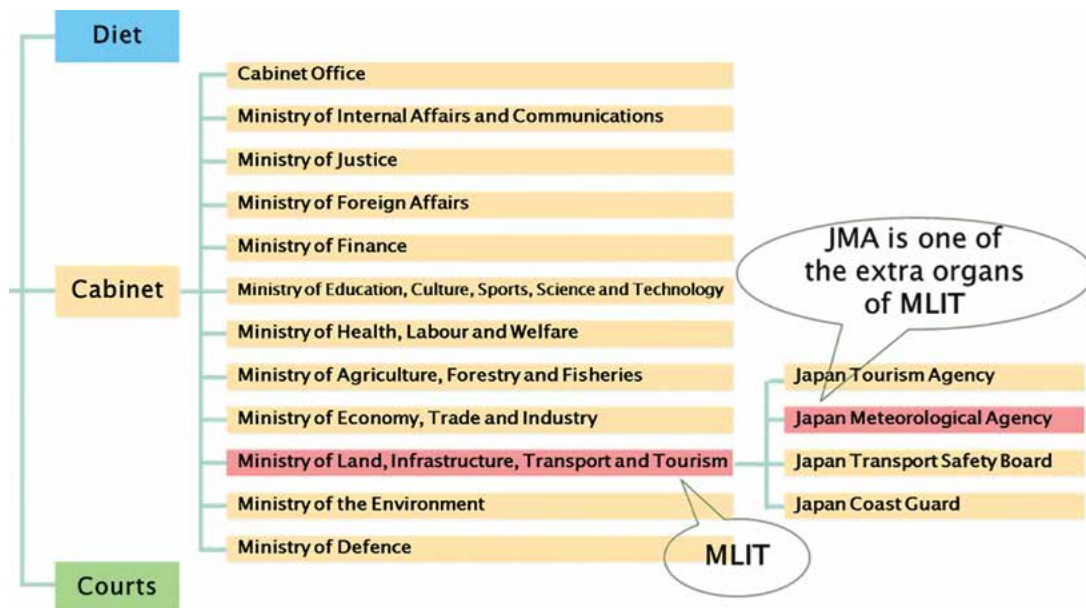 Diet
Cabinet
Courts
Cabinet Office
Ministry of Internal Affairs and Communications
Ministry of Justice
Ministry of Foreign Affairs
Ministry of Finance
Ministry of Education, Culture, Sports, Science and Technology
Ministry of Health, Labour and Welfare
Ministry of Agriculture, Forestry and Fisheries
Ministry of Economy, Trade and Industry
Ministry of Land, Infrastructure, Transport and Tourism
Ministry of the Environment
Ministry of Defence
JMA is one of
the extra organs
of MLIT
Japan Tourism Agency
Japan Meteorological Agency
Japan Transport Safety Board
Japan Coast Guard
MLIT